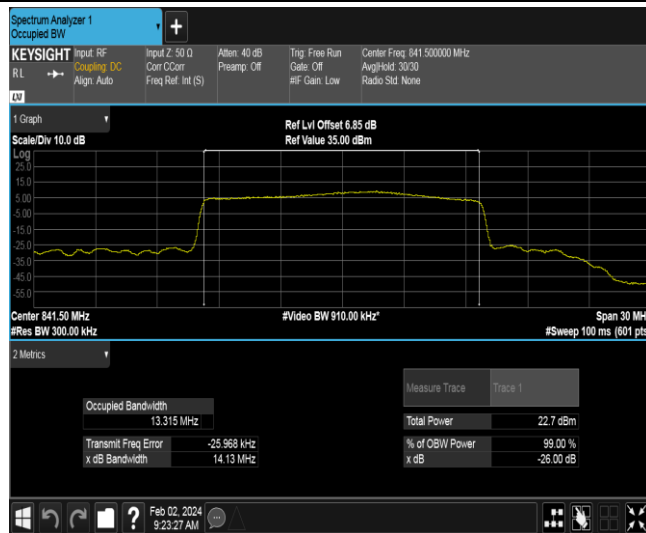 Spectrum Analyzer 1
Occupied BW
+
KEYSIGHT
RL
Input: RF
Coupling: DC
Align: Auto
Input Z: 50 Ω
Corr CCorr
Freq Ref: Int (S)
Atten: 40 dB
Preamp: Off
Trig: Free Run
Gate: Off
#IF Gain: Low
Center Freq: 841.500000 MHz
Avg|Hold: 30/30
Radio Std: None
LXI
1 Graph
Scale/Div 10.0 dB
Ref Lvl Offset 6.85 dB
Ref Value 35.00 dBm
Log
25.0
15.0
5.00
-5.00
-15.0
-25.0
-35.0
-45.0
-55.0
Center 841.50 MHz
#Res BW 300.00 kHz
#Video BW 910.00 kHz*
Span 30 MH
#Sweep 100 ms (601 pts
2 Metrics
Measure Trace
Trace 1
Occupied Bandwidth
13.315 MHz
Total Power
22.7 dBm
Transmit Freq Error
-25.968 kHz
% of OBW Power
99.00 %
x dB Bandwidth
14.13 MHz
x dB
-26.00 dB
?
Feb 02, 2024
9:23:27 AM